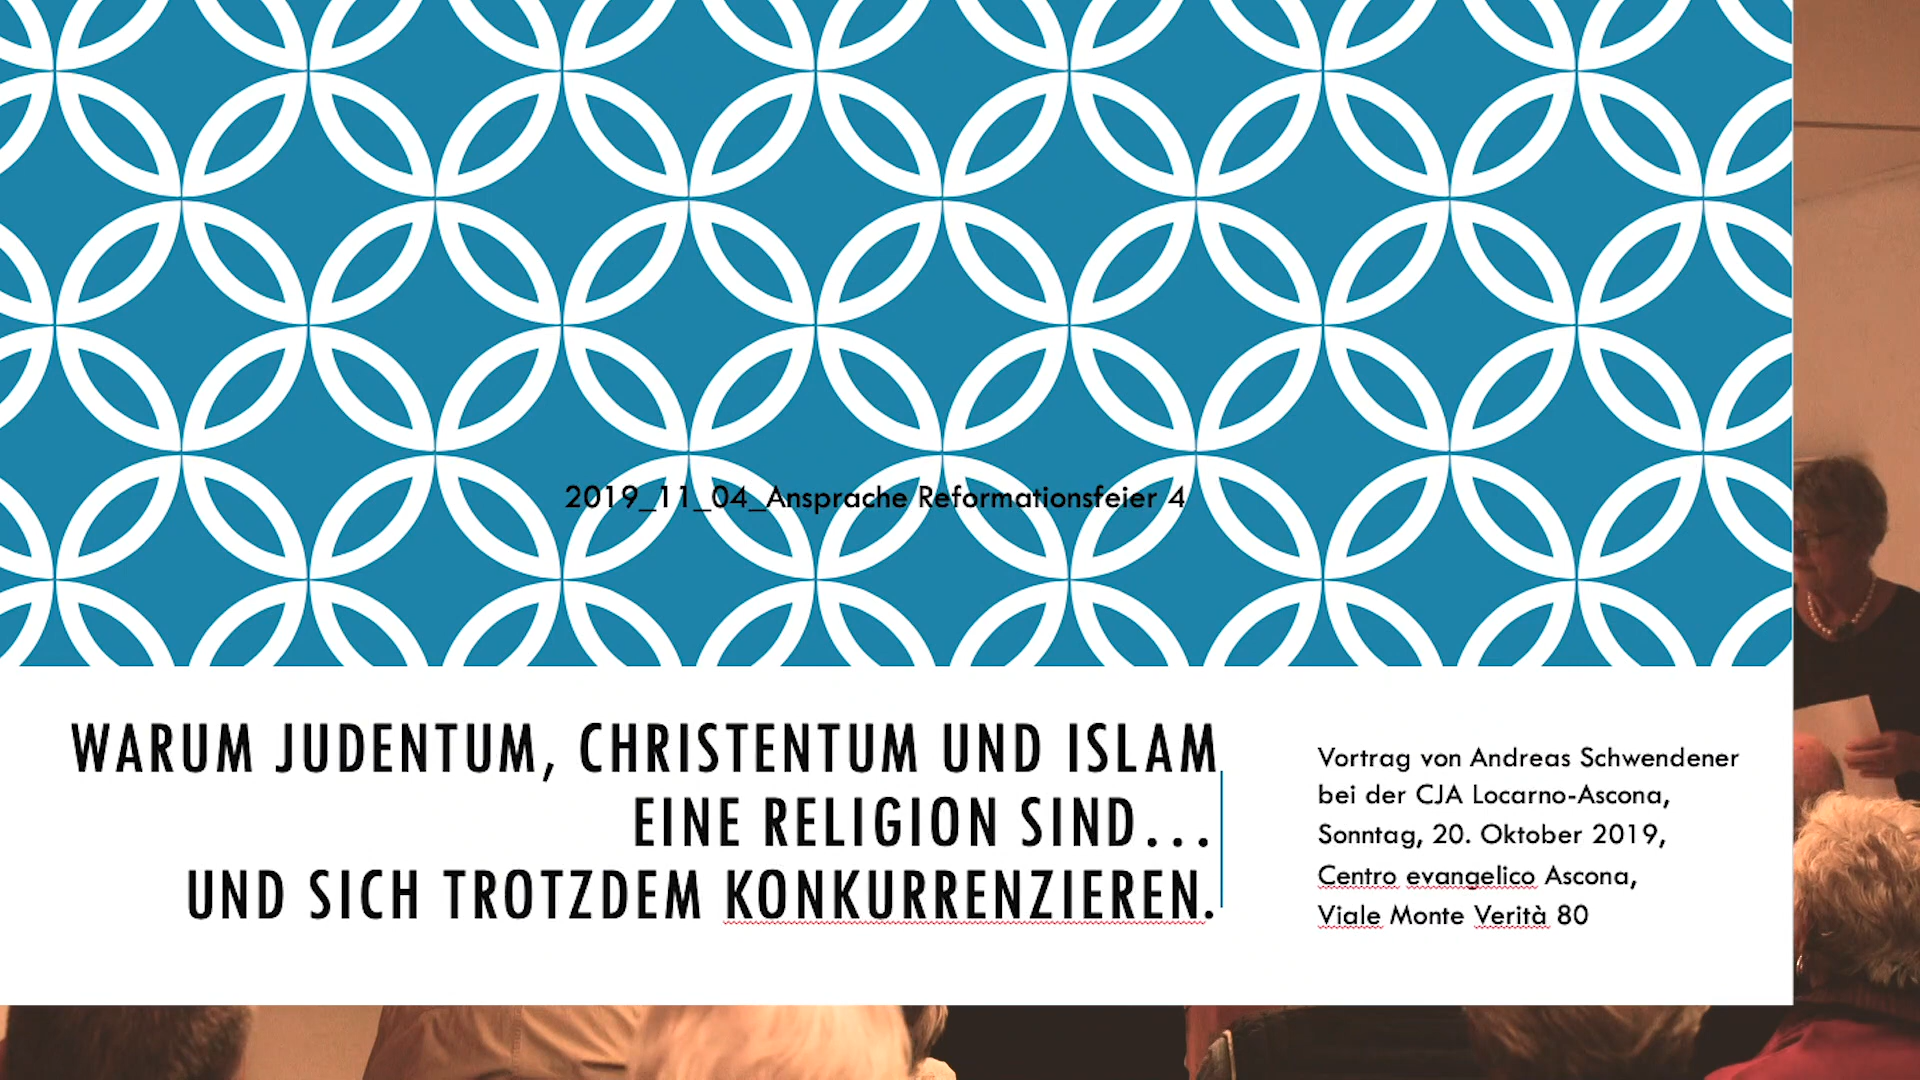 2019_11_04_Ansprache Reformationsfeier 4
WARUM JUDENTUM, CHRISTENTUM UND ISLAM
EINE RELIGION SIND...
UND SICH TROTZDEM KONKURRENZIEREN.
Vortrag von Andreas Schwendener
bei der CJA Locarno-Ascona,
Sonntag, 20. Oktober 2019,
Centro evangelico Ascona,
Viale Monte Verità 80